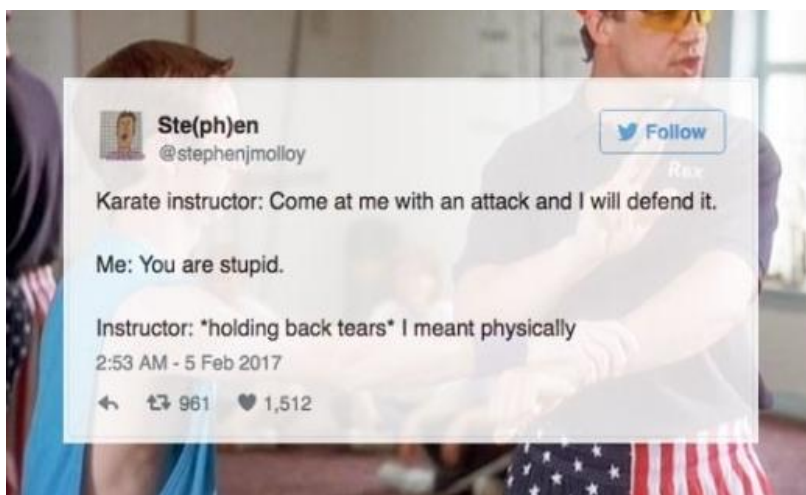 Ste(ph)en
@stephenjmolloy
Follow
Rex
Karate instructor: Come at me with an attack and I will defend it.
Me: You are stupid.
Instructor: *holding back tears* I meant physically
2:53 AM - 5 Feb 2017
961 1,512